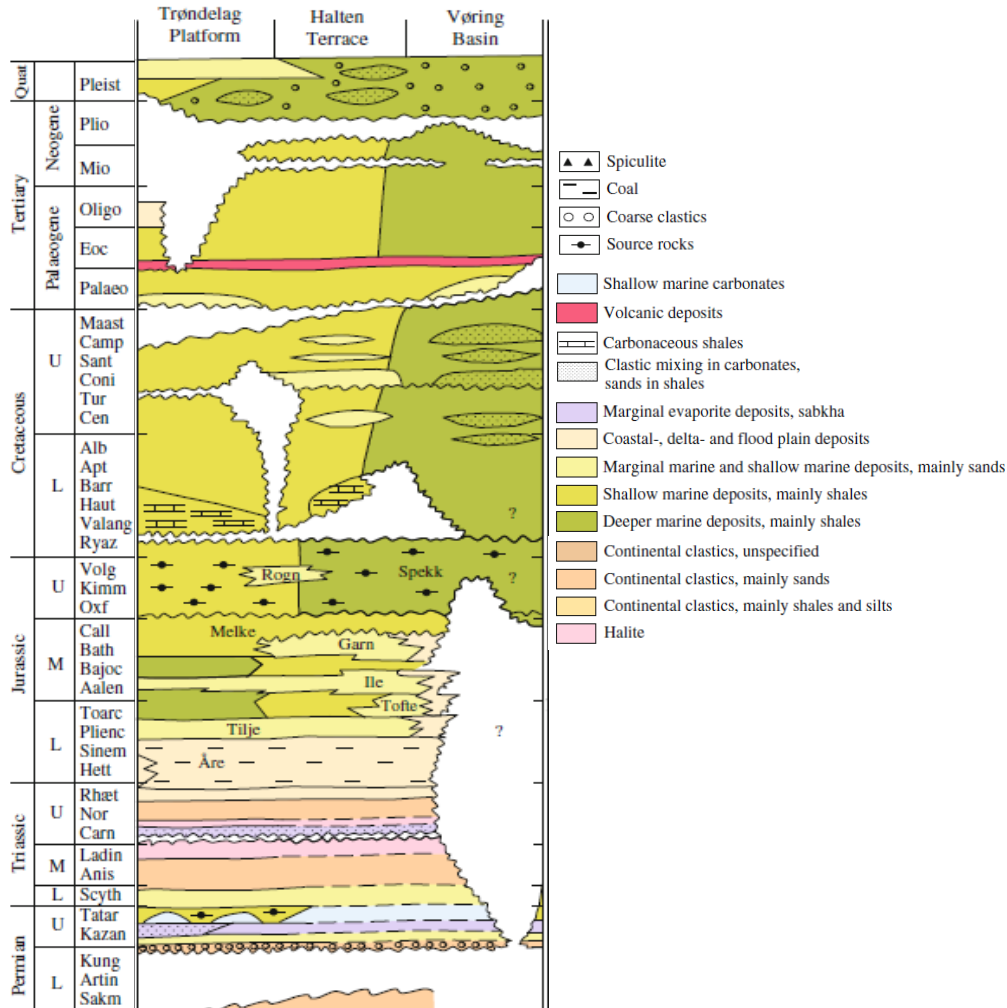 Trøndelag
Platform
Halten
Terrace
Vøring
Basin
Quat
Pleist
Tertiary
Neogene
Plio
Mio
Palaeogene
Oligo
Eoc
Palaeo
Cretaceous
U
Maast
Camp
Sant
Coni
Tur
Cen
L
Alb
Apt
Barr
Haut
Valang
Ryaz
?
Jurassic
U
Volg
Kimm
Oxf
Rogn
Spekk
?
M
Call
Bath
Bajoc
Aalen
Melke
Garn
Ile
L
Toarc
Plienc
Sinem
Hett
Tofte
Tilje
Åre
?
Triassic
U
Rhæt
Nor
Carn
M
Ladin
Anis
L
Scyth
Permian
U
Tatar
Kazan
L
Kung
Artin
Sakm
Spiculite
Coal
Coarse clastics
Source rocks
Shallow marine carbonates
Volcanic deposits
Carbonaceous shales
Clastic mixing in carbonates,
sands in shales
Marginal evaporite deposits, sabkha
Coastal-, delta- and flood plain deposits
Marginal marine and shallow marine deposits, mainly sands
Shallow marine deposits, mainly shales
Deeper marine deposits, mainly shales
Continental clastics, unspecified
Continental clastics, mainly sands
Continental clastics, mainly shales and silts
Halite